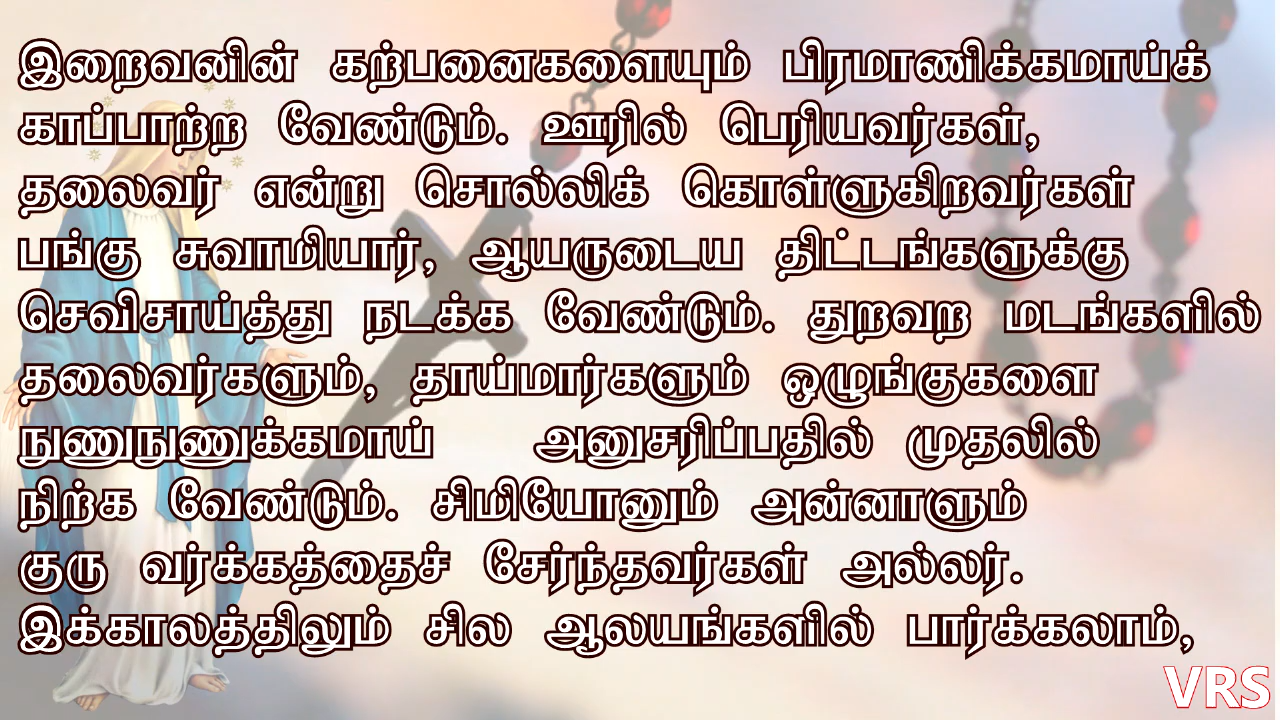 இறைவனின் கற்பனைகளையும் பிரமாணிக்கமாய்க்
காப்பாற்ற வேண்டும். ஊரில் பெரியவர்கள்,
தலைவர் என்று சொல்லிக் கொள்ளுகிறவர்கள்
பங்கு சுவாமியார், ஆயருடைய திட்டங்களுக்கு
செவிசாய்த்து நடக்க வேண்டும். துறவற மடங்களில்
தலைவர்களும், தாய்மார்களும் ஒழுங்குகளை
நுணுநுணுக்கமாய் அனுசரிப்பதில் முதலில்
நிற்க வேண்டும். சிமியோனும் அன்னாளும்
குரு வர்க்கத்தைச் சேர்ந்தவர்கள் அல்லர்.
இக்காலத்திலும் சில ஆலயங்களில் பார்க்கலாம்,
VRS